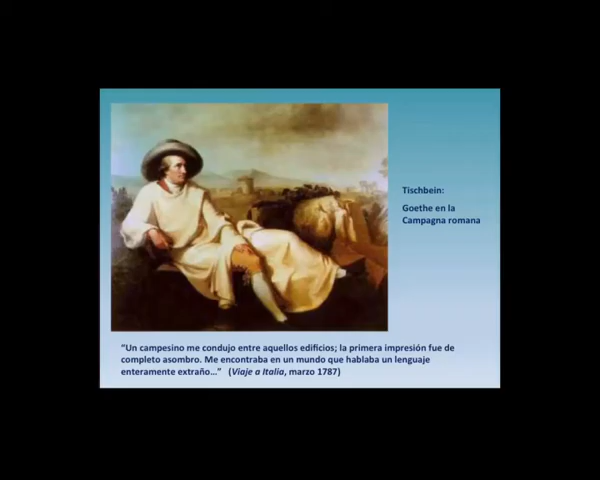 Tischbein:
Goethe en la
Campagna romana
“Un campesino me condujo entre aquellos edificios; la primera impresión fue de
completo asombro. Me encontraba en un mundo que hablaba un lenguaje
enteramente extraño…” (Viaje a Italia, marzo 1787)